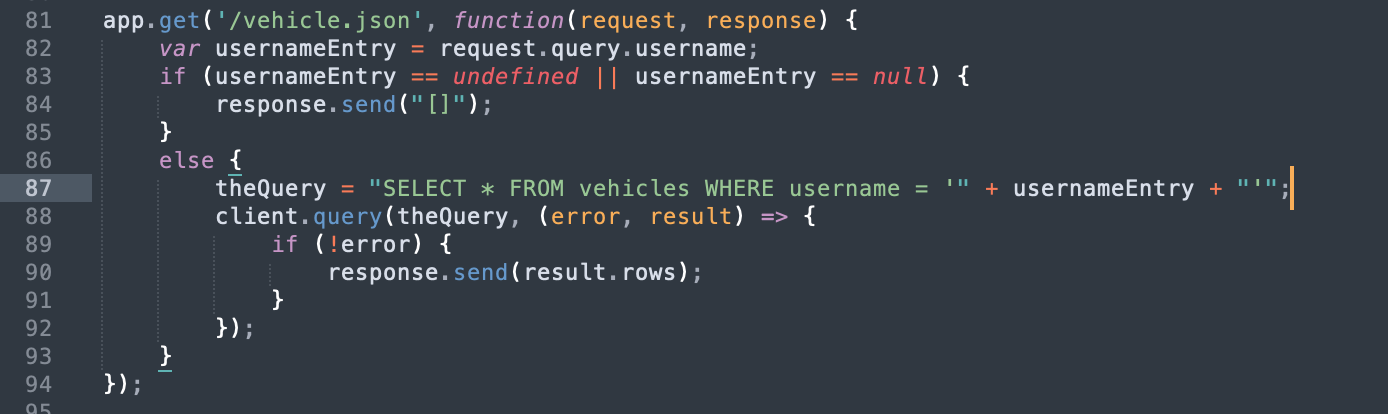 81 app.get('/vehicle.json', function(request, response) {
82     var usernameEntry = request.query.username;
83     if (usernameEntry == undefined || usernameEntry == null) {
84         response.send("[]");
85     }
86     else {
87         theQuery = "SELECT * FROM vehicles WHERE username = '" + usernameEntry + "'";
88         client.query(theQuery, (error, result) => {
89             if (!error) {
90                 response.send(result.rows);
91             }
92         });
93     }
94 });
95